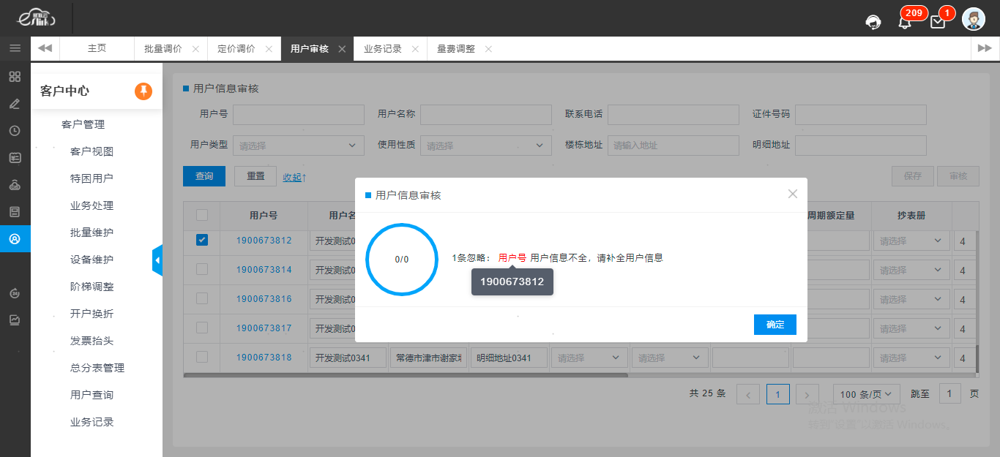 209
1
主页
批量调价
定价调价
用户审核
业务记录
量费调整
客户中心
客户管理
客户视图
特困用户
业务处理
批量维护
设备维护
阶梯调整
开户换折
发票抬头
总分表管理
用户查询
业务记录
用户信息审核
用户号
用户名称
联系电话
证件号码
用户类型 请选择
使用性质 请选择
楼栋地址 请输入地址
明细地址
查询
重置
收起↑
保存
审核
用户号
用户名
周期额定量
抄表册
1900673812
开发测试0
请选择
4
1900673814
开发测试0
请选择
4
1900673816
开发测试0
请选择
4
1900673817
开发测试0
请选择
4
1900673818
开发测试0341
常德市津市谢家
明细地址0341
请选择
请选择
请选择
4
用户信息审核
0/0
1条忽略： 用户号 用户信息不全，请补全用户信息
1900673812
确定
共 25 条
1
100 条/页
跳至 1 页
激活 Windows
转到"设置"以激活 Windows。